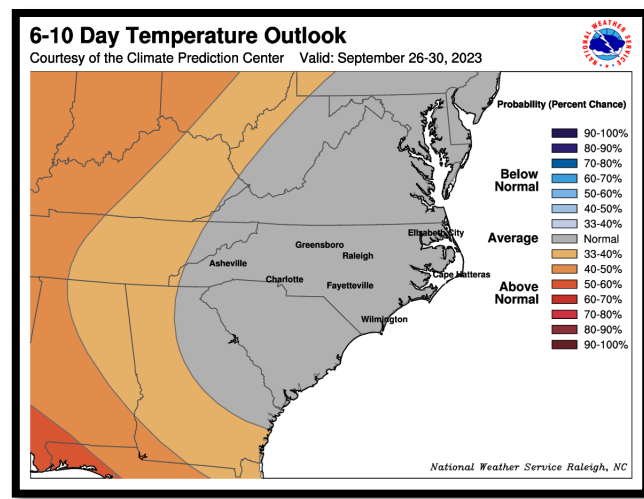 6-10 Day Temperature Outlook
Courtesy of the Climate Prediction Center Valid: September 26-30, 2023
NATIONAL WEATHER SERVICE
Probability (Percent Chance)
90-100%
80-90%
70-80%
Below
Normal
60-70%
50-60%
40-50%
33-40%
Average
Normal
33-40%
40-50%
Above
Normal
50-60%
60-70%
70-80%
80-90%
90-100%
Elizabeth City
Greensboro
Raleigh
Asheville
Cape Hatteras
Charlotte
Fayetteville
Wilmington
National Weather Service Raleigh, NC